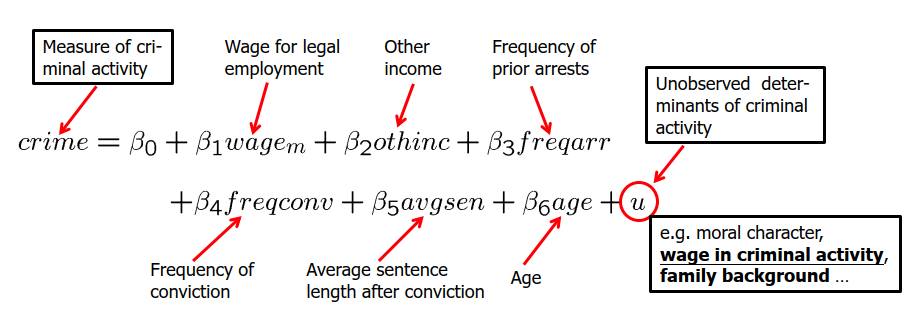 Measure of cri-
minal activity
Wage for legal
employment
Other
income
Frequency of
prior arrests
Unobserved deter-
minants of criminal
activity
crime = β₀ + β₁wageₘ + β₂othinc + β₃freqarr
+β₄freqconv + β₅avgsen + β₆age + u
Frequency of
conviction
Average sentence
length after conviction
Age
e.g. moral character,
wage in criminal activity,
family background ...